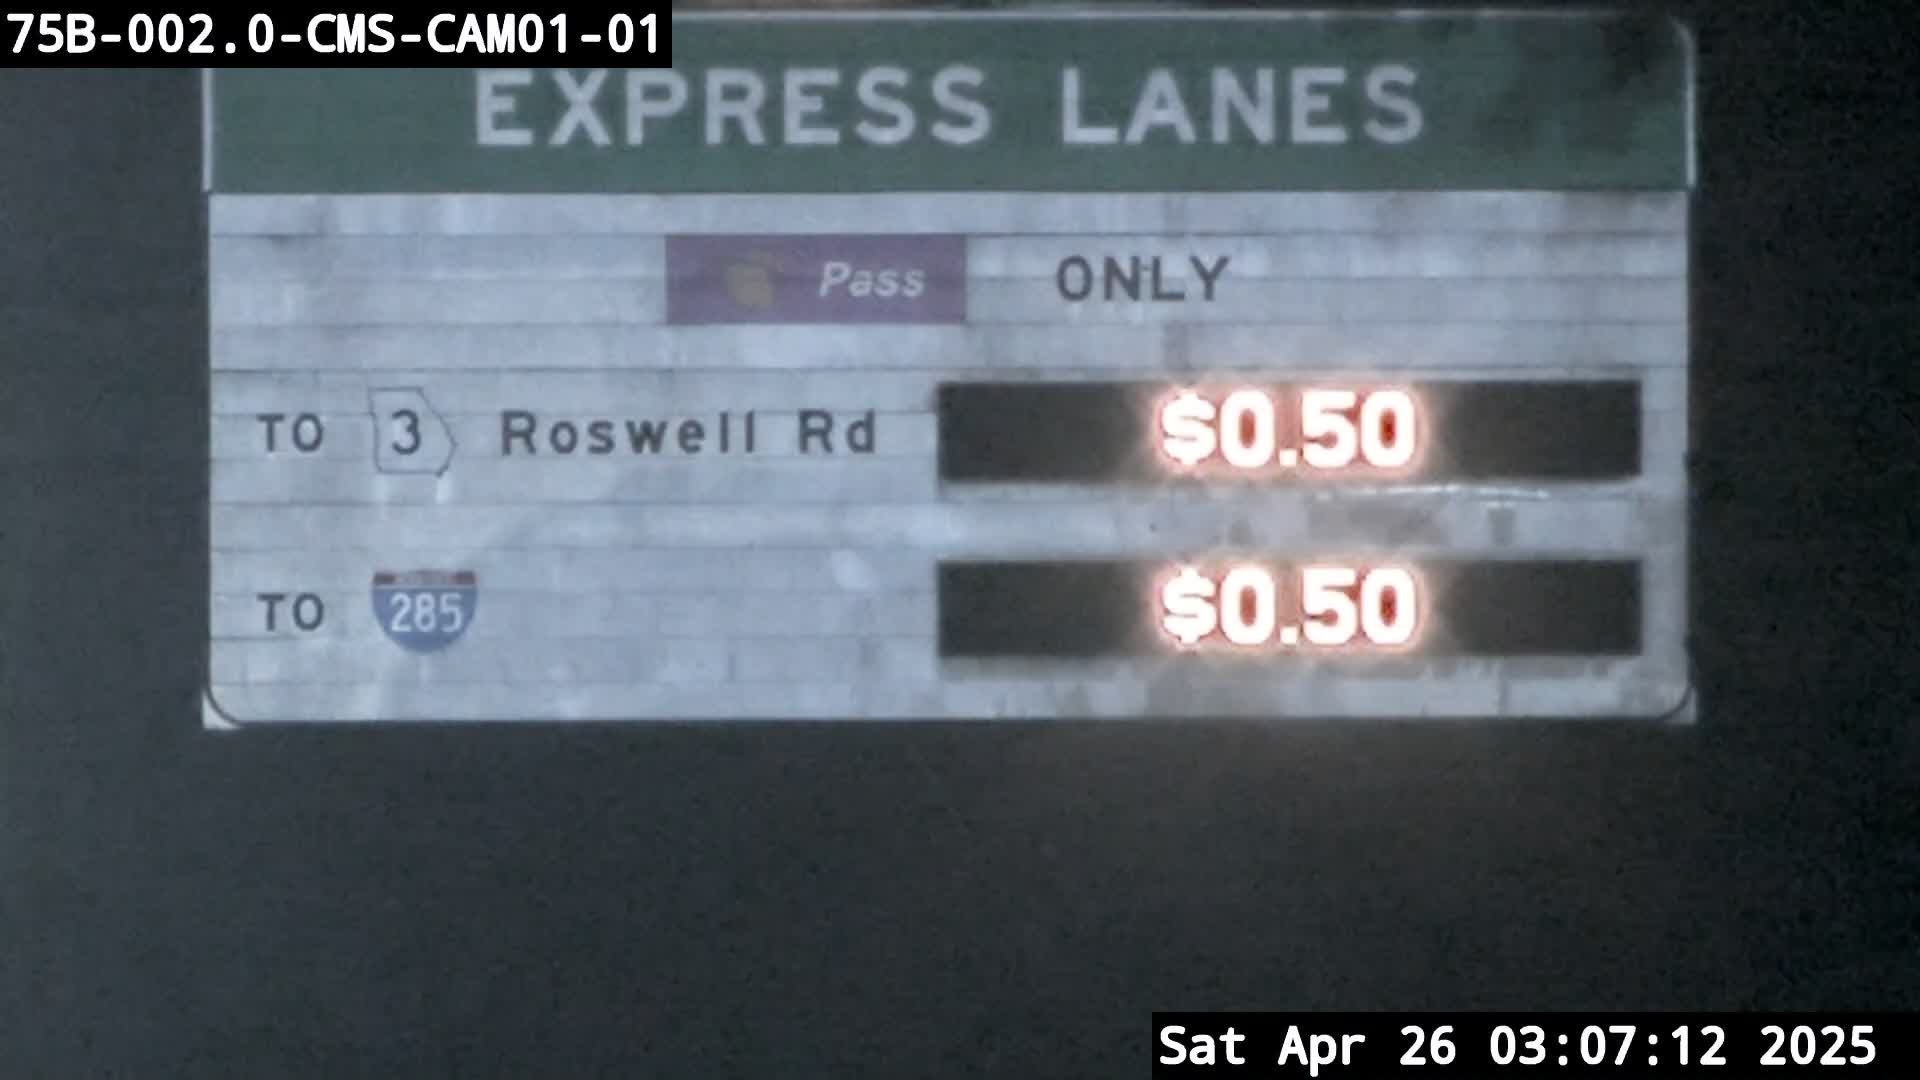 75B-002.0-CMS-CAM01-01
EXPRESS LANES
Pass ONLY
TO 3 Roswell Rd $0.50
TO 285 $0.50
Sat Apr 26 03:07:12 2025